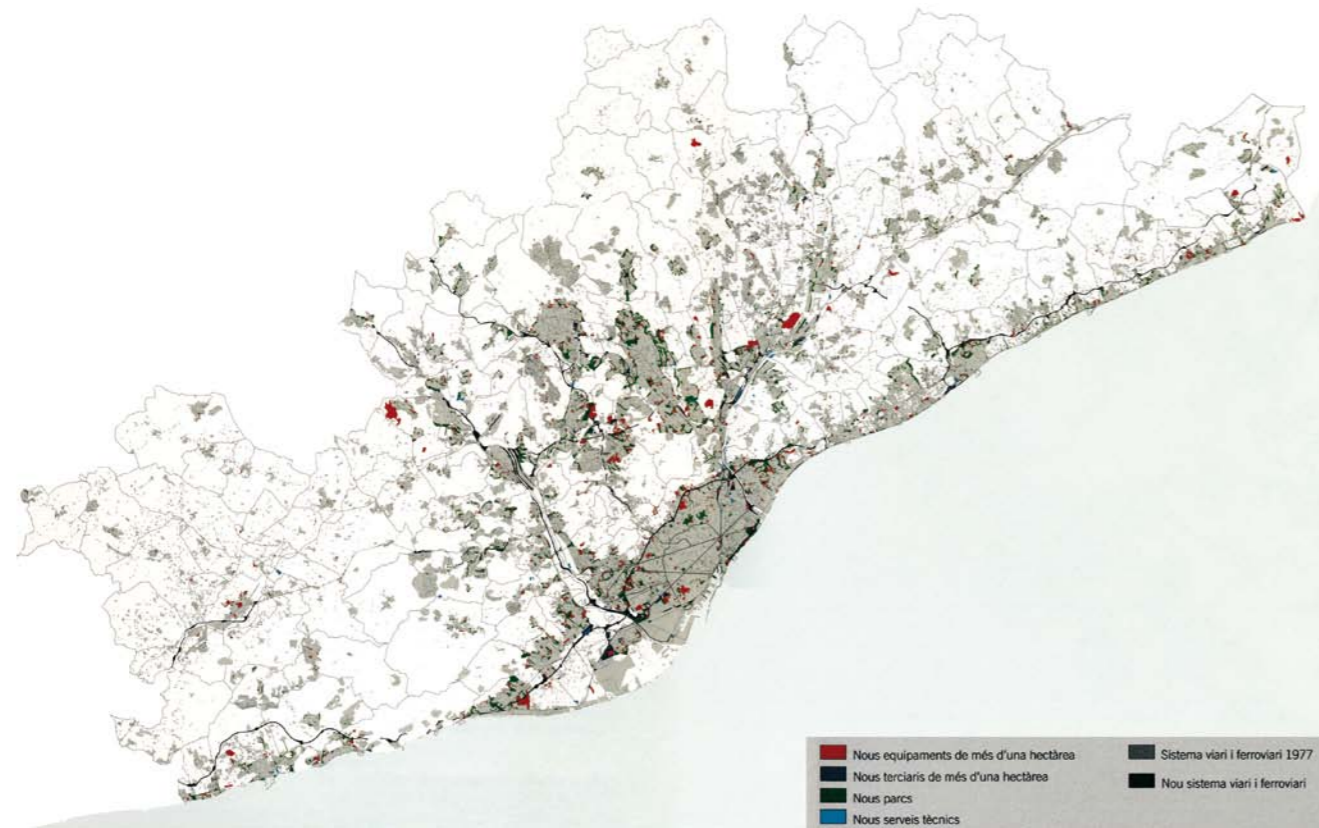 Nous equipaments de més d'una hectàrea
Nous terciaris de més d'una hectàrea
Nous parcs
Nous serveis tècnics
Sistema viari i ferroviari 1977
Nou sistema viari i ferroviari